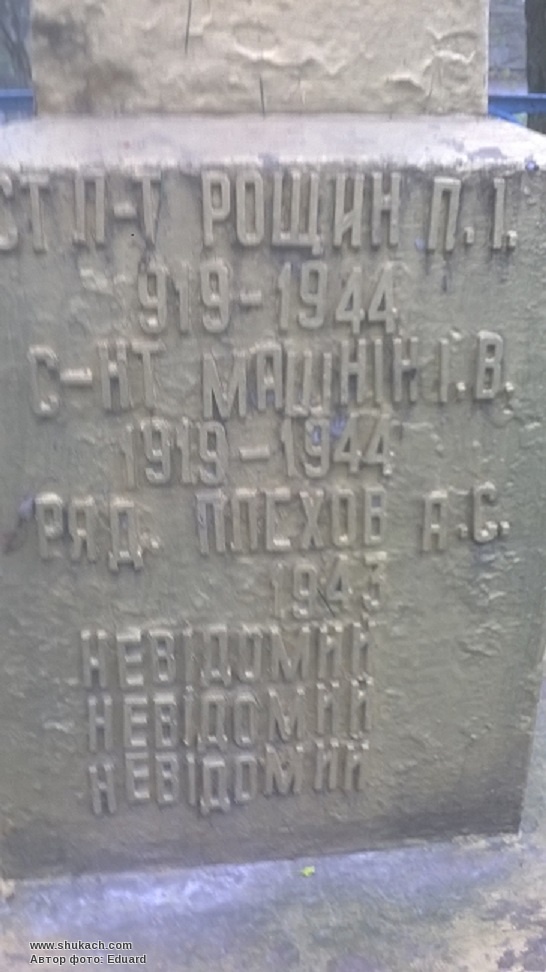 СТ Л-Т РОЩИН П.І.
1919-1944
С-НТ МАШНІН І.В.
1919-1944
РЯД. ПЛЕХОВ А.С.
1943
НЕВІДОМИЙ
НЕВІДОМИЙ
НЕВІДОМИЙ
www.shukach.com
Автор фото: Eduard